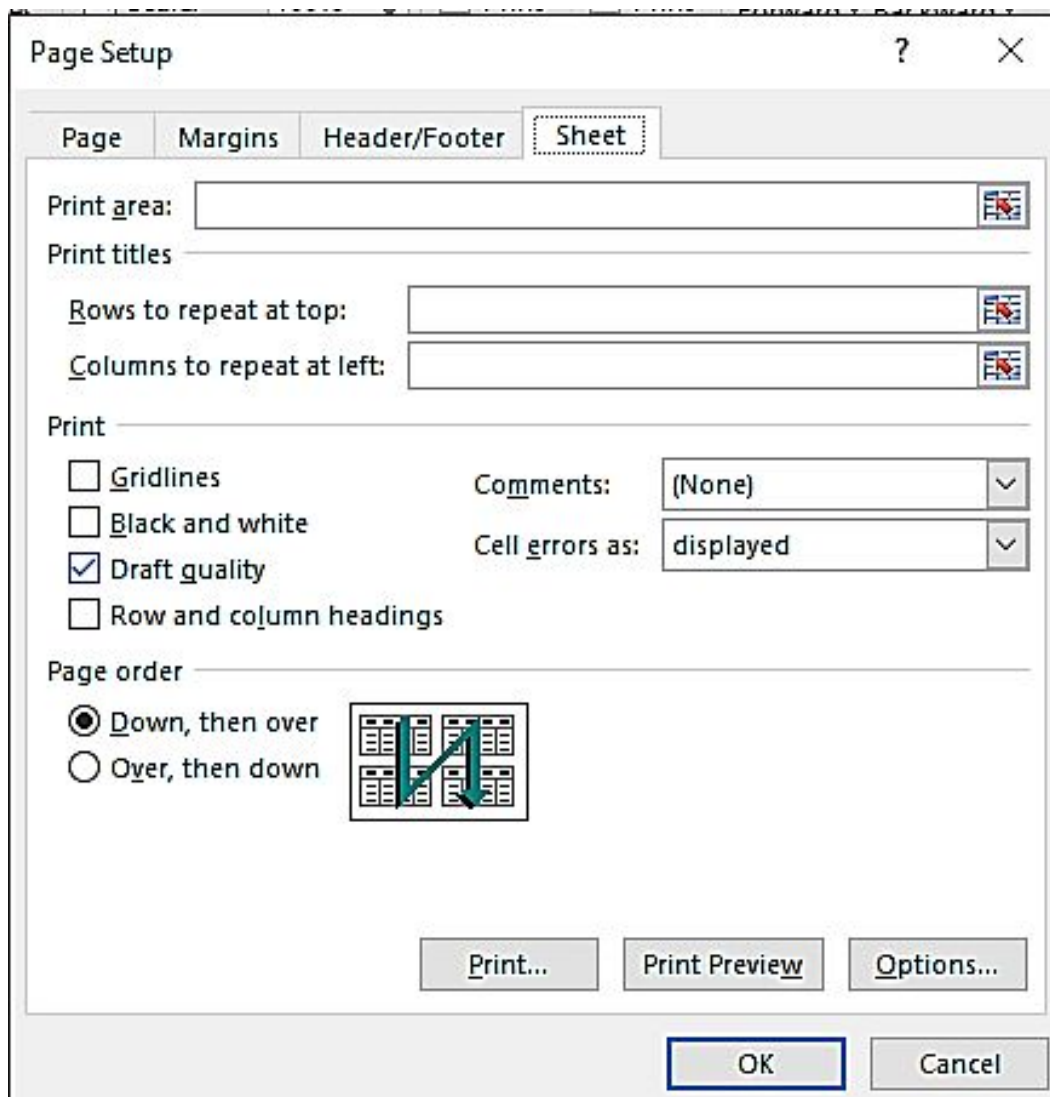 Page Setup ? ×
Page Margins Header/Footer Sheet
Print area:
Print titles
Rows to repeat at top:
Columns to repeat at left:
Print
Gridlines
Black and white
Draft quality
Row and column headings
Comments: (None)
Cell errors as: displayed
Page order
Down, then over
Over, then down
Print... Print Preview Options...
OK Cancel